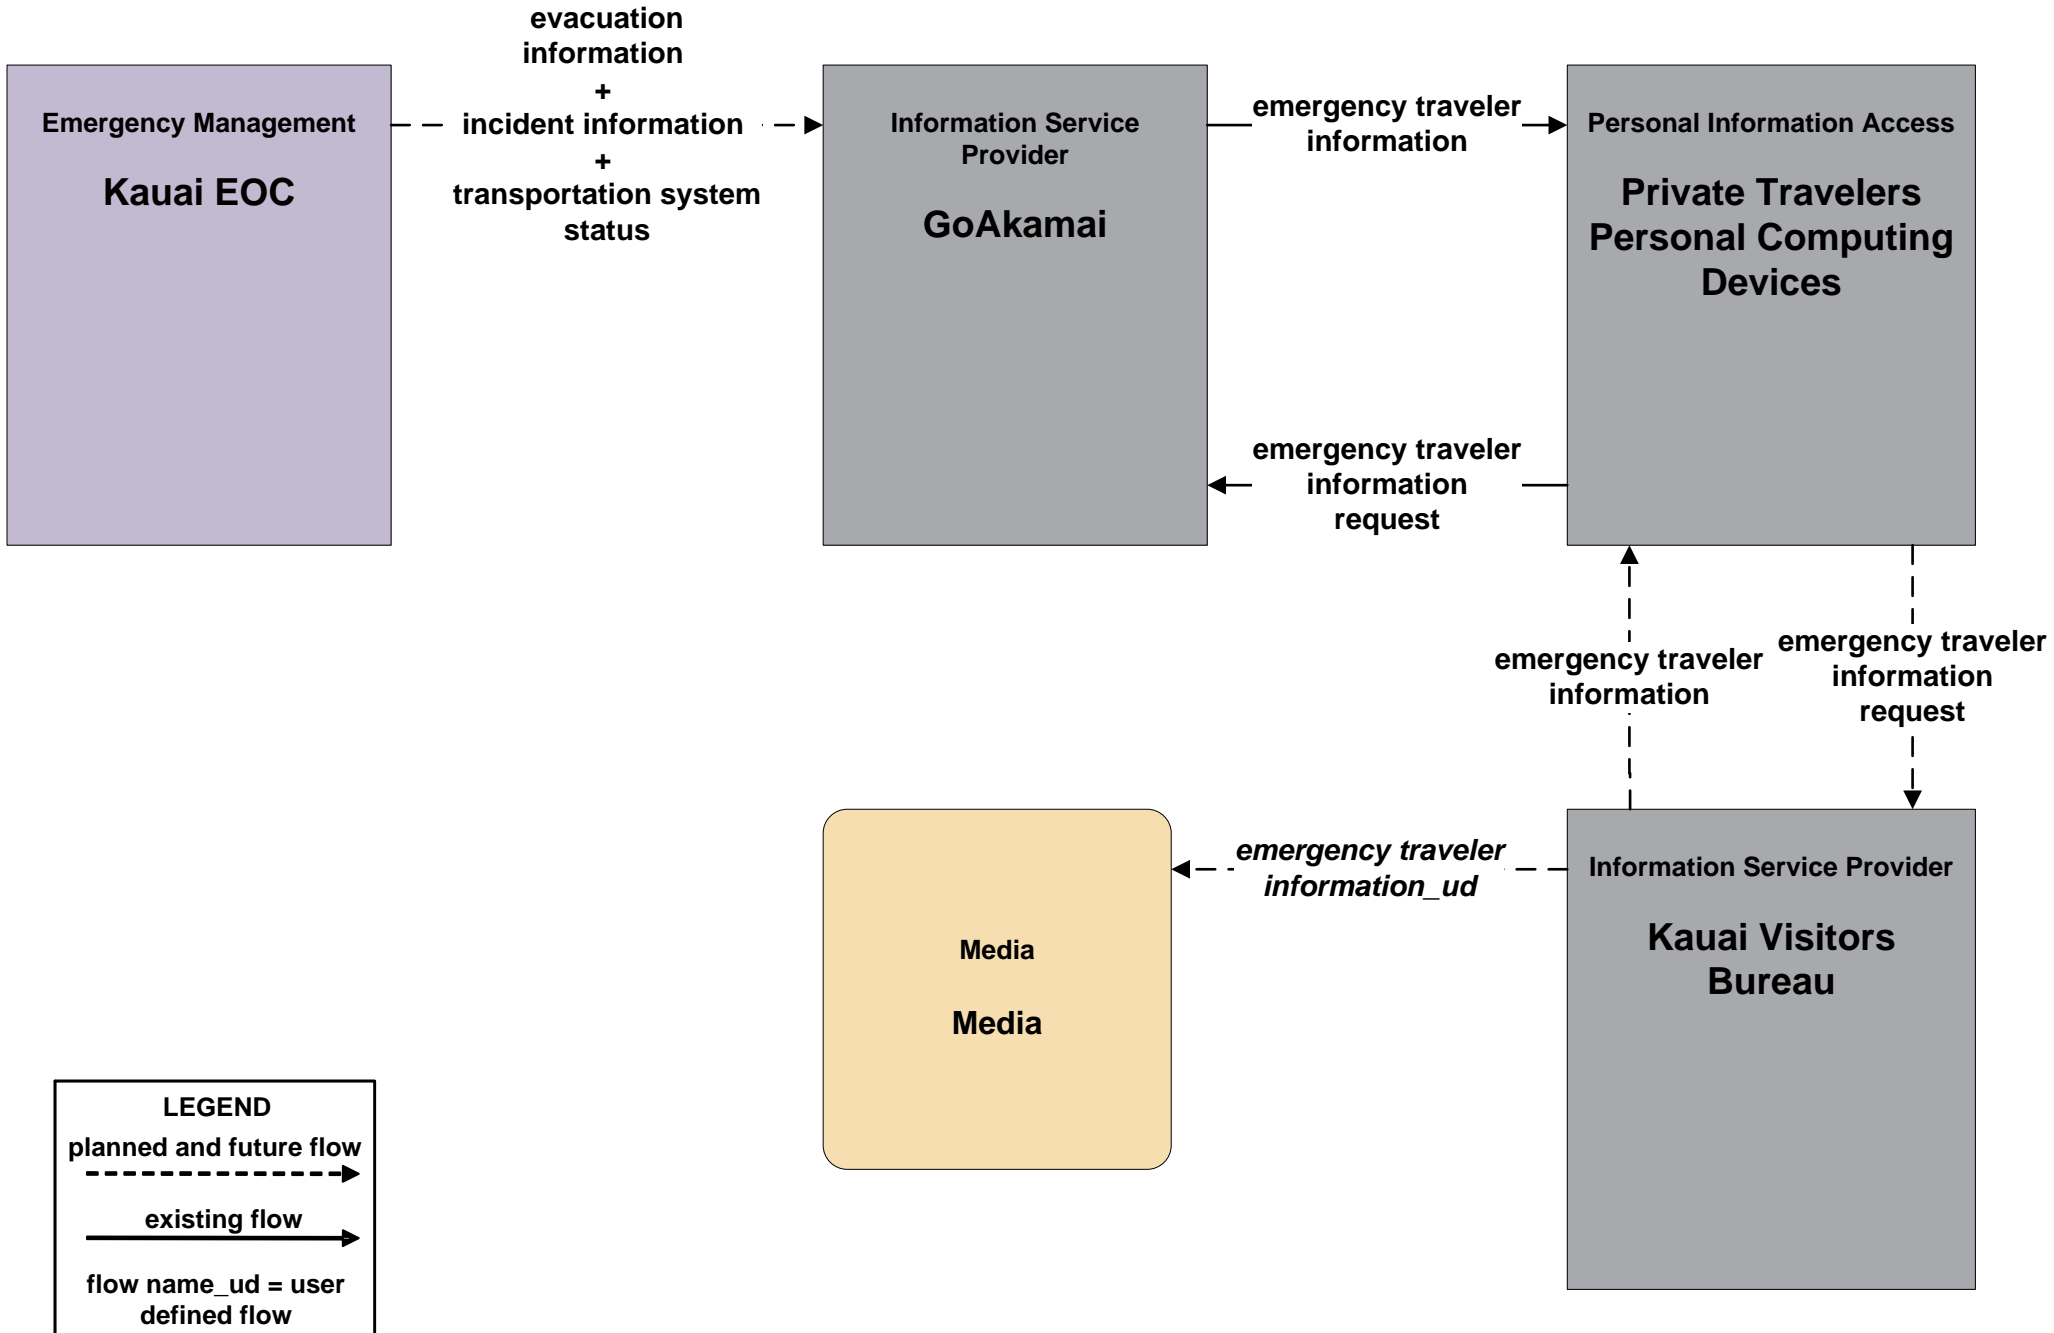 evacuation
information
+
incident information
+
transportation system
status
Emergency Management
Kauai EOC
Information Service
Provider
GoAkamai
emergency traveler
information
Personal Information Access
Private Travelers
Personal Computing
Devices
emergency traveler
information
request
emergency traveler
information
emergency traveler
information
request
emergency traveler
information_ud
Information Service Provider
Kauai Visitors
Bureau
Media
Media
LEGEND
planned and future flow
existing flow
flow name_ud = user
defined flow